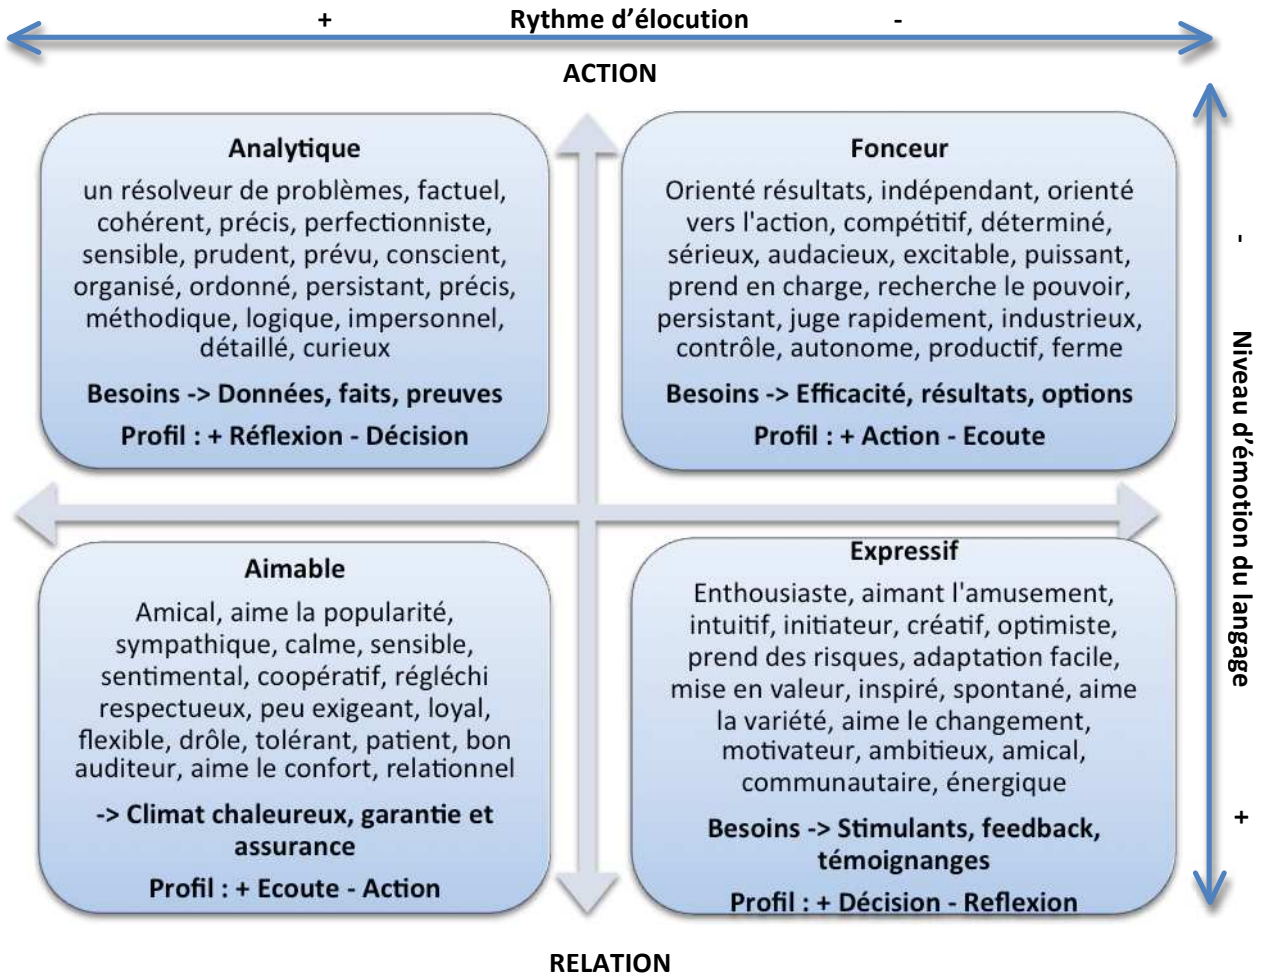 + Rythme d’élocution -
ACTION
Analytique
un résolveur de problèmes, factuel,
cohérent, précis, perfectionniste,
sensible, prudent, prévu, conscient,
organisé, ordonné, persistant, précis,
méthodique, logique, impersonnel,
détaillé, curieux
Besoins -> Données, faits, preuves
Profil : + Réflexion - Décision
Fonceur
Orienté résultats, indépendant, orienté
vers l'action, compétitif, déterminé,
sérieux, audacieux, excitable, puissant,
prend en charge, recherche le pouvoir,
persistant, juge rapidement, industrieux,
contrôle, autonome, productif, ferme
Besoins -> Efficacité, résultats, options
Profil : + Action - Ecoute
Aimable
Amical, aime la popularité,
sympathique, calme, sensible,
sentimental, coopératif, régléchi
respectueux, peu exigeant, loyal,
flexible, drôle, tolérant, patient, bon
auditeur, aime le confort, relationnel
-> Climat chaleureux, garantie et
assurance
Profil : + Ecoute - Action
Expressif
Enthousiaste, aimant l'amusement,
intuitif, initiateur, créatif, optimiste,
prend des risques, adaptation facile,
mise en valeur, inspiré, spontané, aime
la variété, aime le changement,
motivateur, ambitieux, amical,
communautaire, énergique
Besoins -> Stimulants, feedback,
témoignanges
Profil : + Décision - Reflexion
RELATION
- Niveau d’émotion du langage +